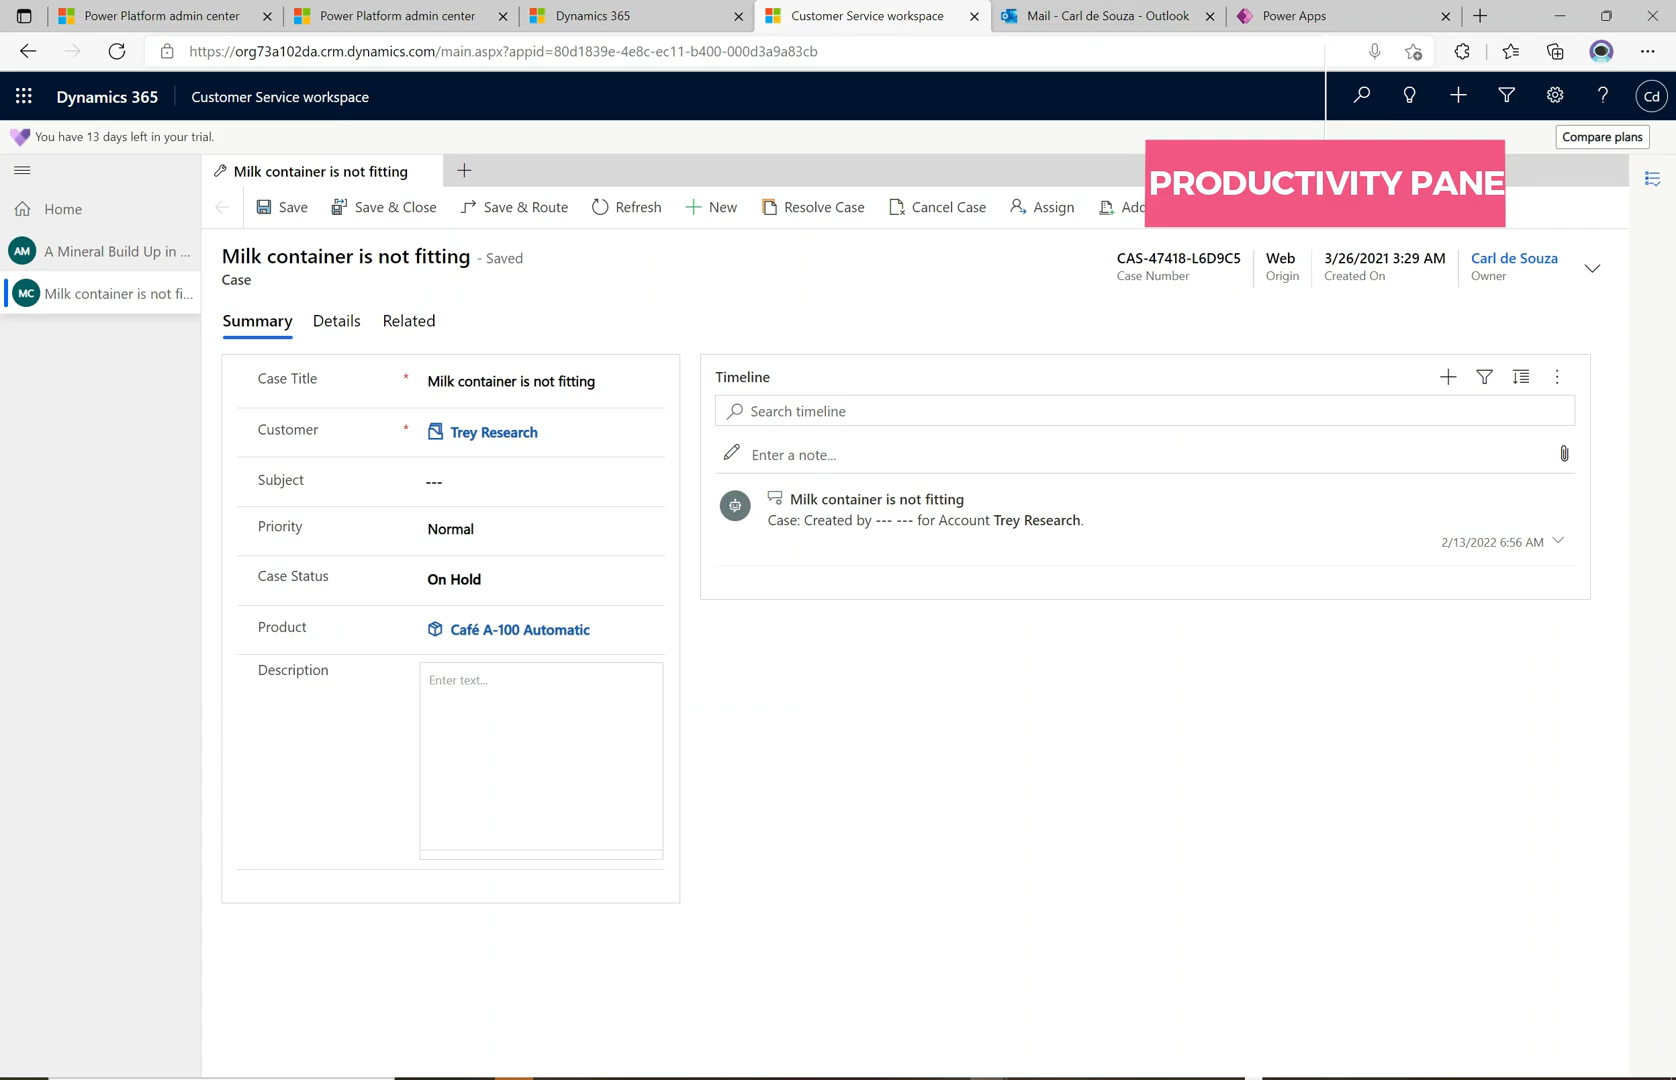 Power Platform admin center
Power Platform admin center
Dynamics 365
Customer Service workspace
Mail - Carl de Souza - Outlook
Power Apps
https://org73a102da.crm.dynamics.com/main.aspx?appid=80d1839e-4e8c-ec11-b400-000d3a9a83cb
Dynamics 365
Customer Service workspace
Cd
You have 13 days left in your trial.
Compare plans
Milk container is not fitting
PRODUCTIVITY PANE
Home
Save
Save & Close
Save & Route
Refresh
New
Resolve Case
Cancel Case
Assign
Add
AM
A Mineral Build Up in ...
MC
Milk container is not fi...
Milk container is not fitting
- Saved
Case
CAS-47418-L6D9C5
Case Number
Web
Origin
3/26/2021 3:29 AM
Created On
Carl de Souza
Owner
Summary
Details
Related
Case Title
*
Milk container is not fitting
Customer
*
Trey Research
Subject
---
Priority
Normal
Case Status
On Hold
Product
Café A-100 Automatic
Description
Enter text...
Timeline
Search timeline
Enter a note...
Milk container is not fitting
Case: Created by --- --- for Account Trey Research.
2/13/2022 6:56 AM